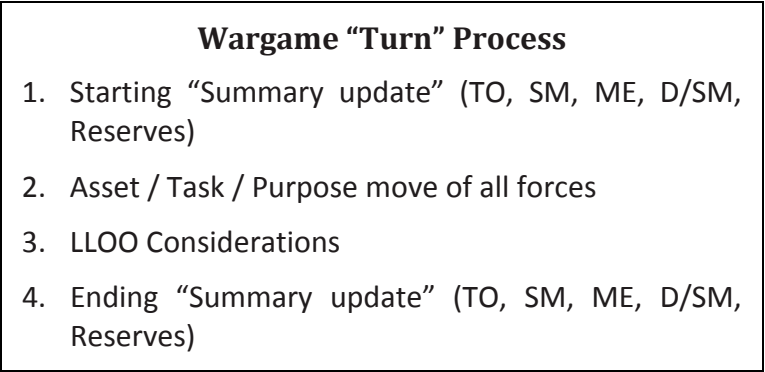 Wargame “Turn” Process
1. Starting “Summary update” (TO, SM, ME, D/SM,
Reserves)
2. Asset / Task / Purpose move of all forces
3. LLOO Considerations
4. Ending “Summary update” (TO, SM, ME, D/SM,
Reserves)